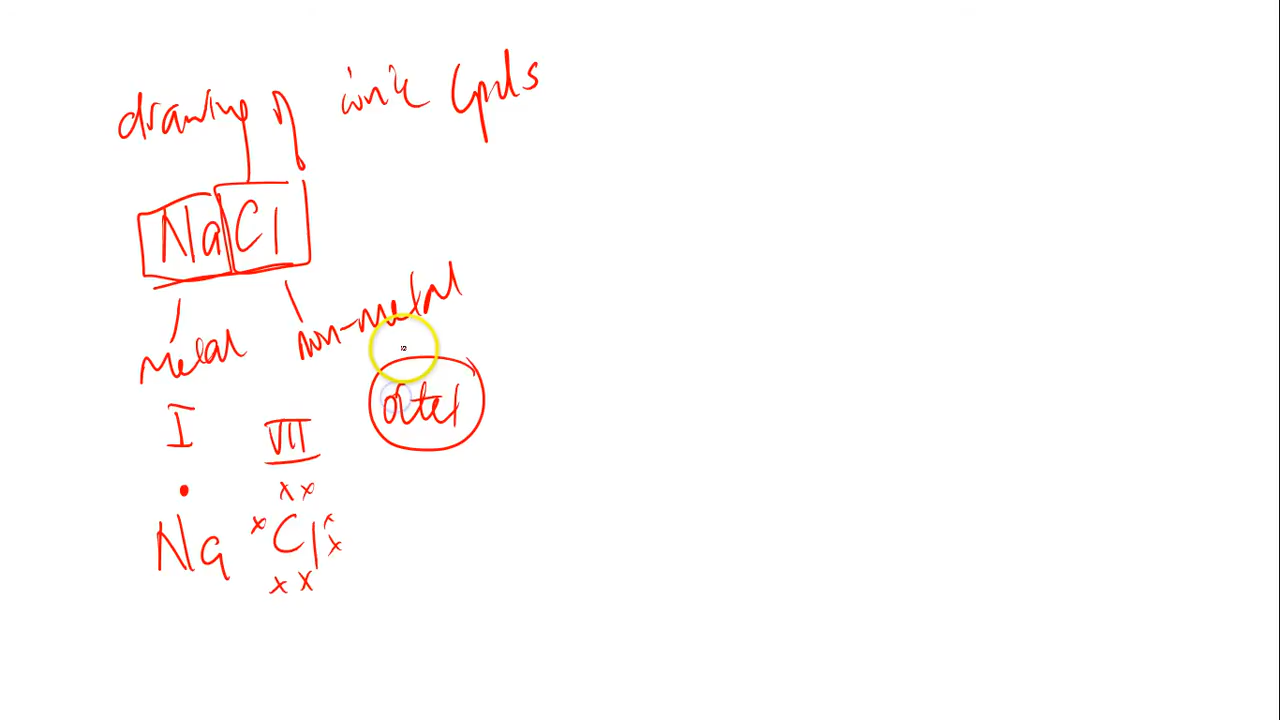 drawing of ionic cpds
NaCl
metal non-metal
I VII octet
Na Cl